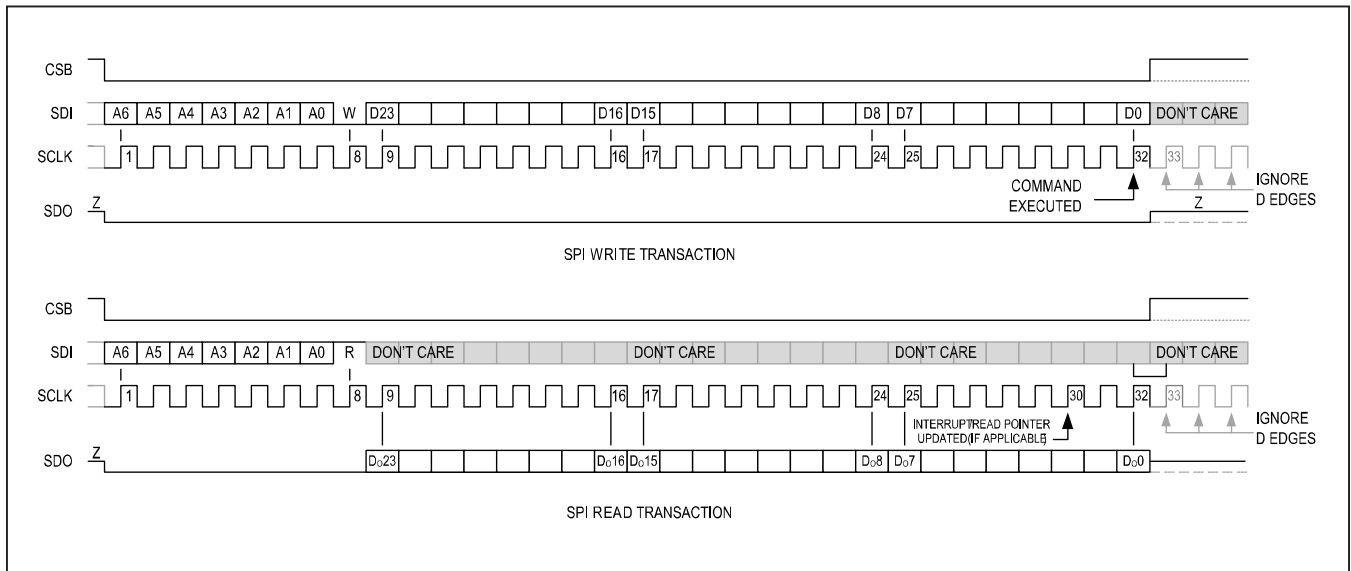 CSB
SDI A6 A5 A4 A3 A2 A1 A0 W D23 D16 D15 D8 D7 D0 DON'T CARE
SCLK 1 8 9 16 17 24 25 32 33
COMMAND EXECUTED
IGNORE
D EDGES
SDO Z Z
SPI WRITE TRANSACTION
CSB
SDI A6 A5 A4 A3 A2 A1 A0 R DON'T CARE DON'T CARE DON'T CARE DON'T CARE
SCLK 1 8 9 16 17 24 25 30 32 33
INTERRUPT/READ POINTER
UPDATED(IF APPLICABLE)
IGNORE
D EDGES
SDO Z Do23 Do16 Do15 Do8 Do7 Do0
SPI READ TRANSACTION